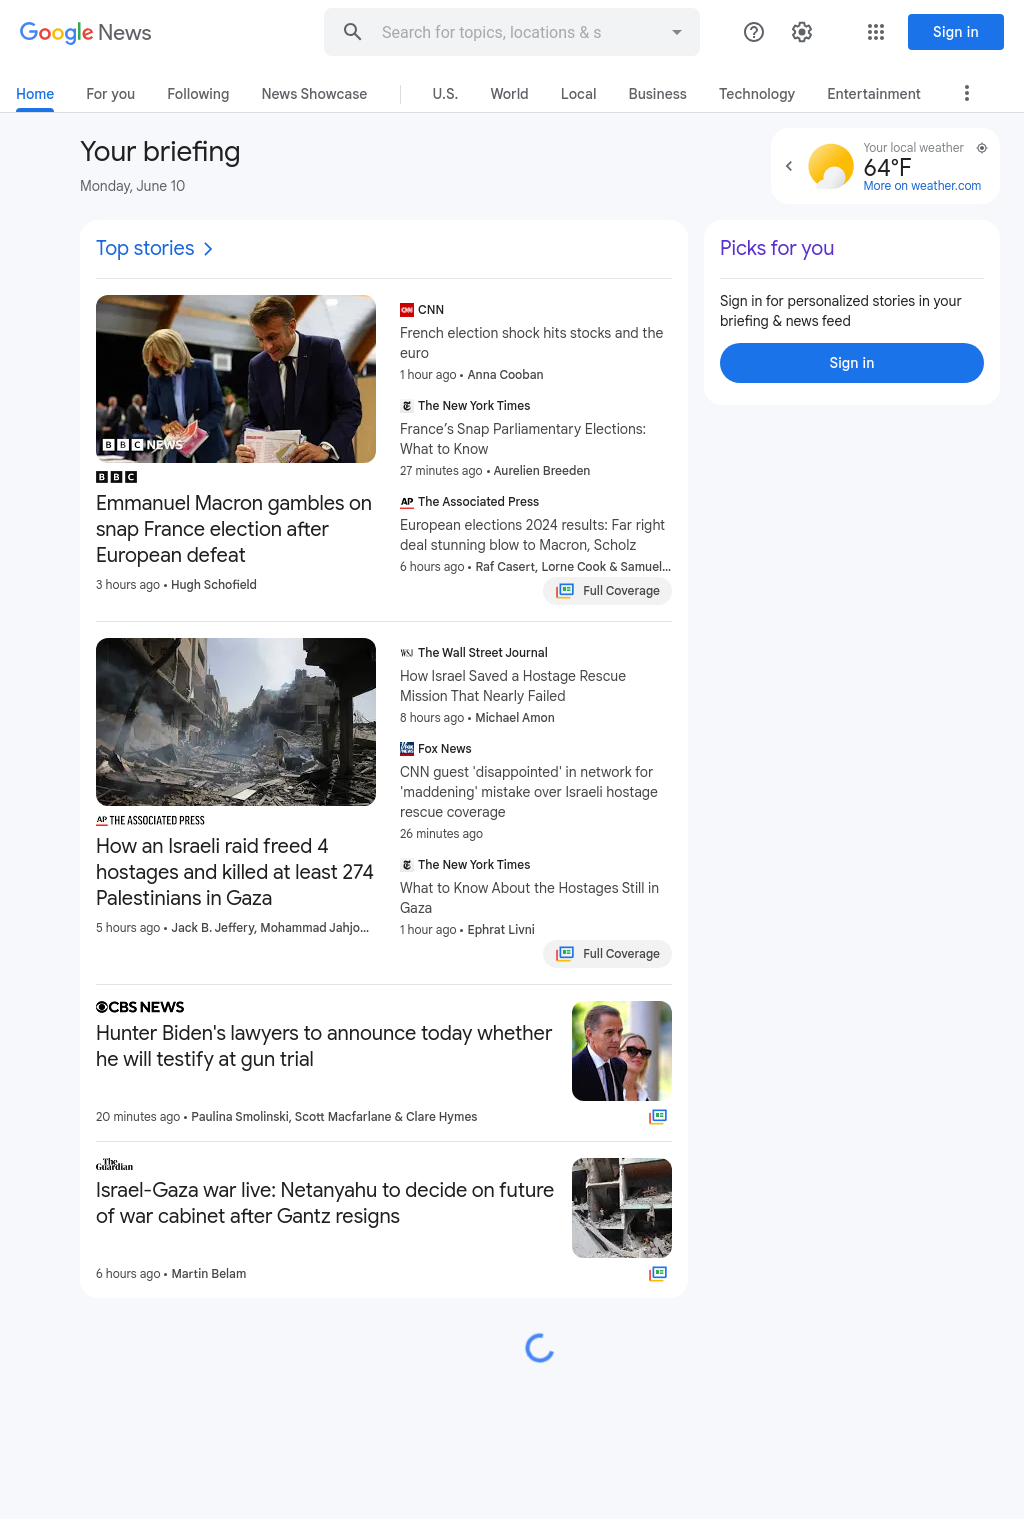 Google News
Search for topics, locations & s
Sign in
Home
For you
Following
News Showcase
U.S.
World
Local
Business
Technology
Entertainment
Your briefing
Monday, June 10
Your local weather
64°F
More on weather.com
Top stories
BBC NEWS
BBC
Emmanuel Macron gambles on
snap France election after
European defeat
3 hours ago • Hugh Schofield
CNN
CNN
French election shock hits stocks and the
euro
1 hour ago • Anna Cooban
The New York Times
France’s Snap Parliamentary Elections:
What to Know
27 minutes ago • Aurelien Breeden
AP
The Associated Press
European elections 2024 results: Far right
deal stunning blow to Macron, Scholz
6 hours ago • Raf Casert, Lorne Cook & Samuel…
Full Coverage
AP THE ASSOCIATED PRESS
How an Israeli raid freed 4
hostages and killed at least 274
Palestinians in Gaza
5 hours ago • Jack B. Jeffery, Mohammad Jahjo…
WSJ
The Wall Street Journal
How Israel Saved a Hostage Rescue
Mission That Nearly Failed
8 hours ago • Michael Amon
Fox News
CNN guest 'disappointed' in network for
'maddening' mistake over Israeli hostage
rescue coverage
26 minutes ago
The New York Times
What to Know About the Hostages Still in
Gaza
1 hour ago • Ephrat Livni
Full Coverage
CBS NEWS
Hunter Biden's lawyers to announce today whether
he will testify at gun trial
20 minutes ago • Paulina Smolinski, Scott Macfarlane & Clare Hymes
The
Guardian
Israel-Gaza war live: Netanyahu to decide on future
of war cabinet after Gantz resigns
6 hours ago • Martin Belam
Picks for you
Sign in for personalized stories in your
briefing & news feed
Sign in